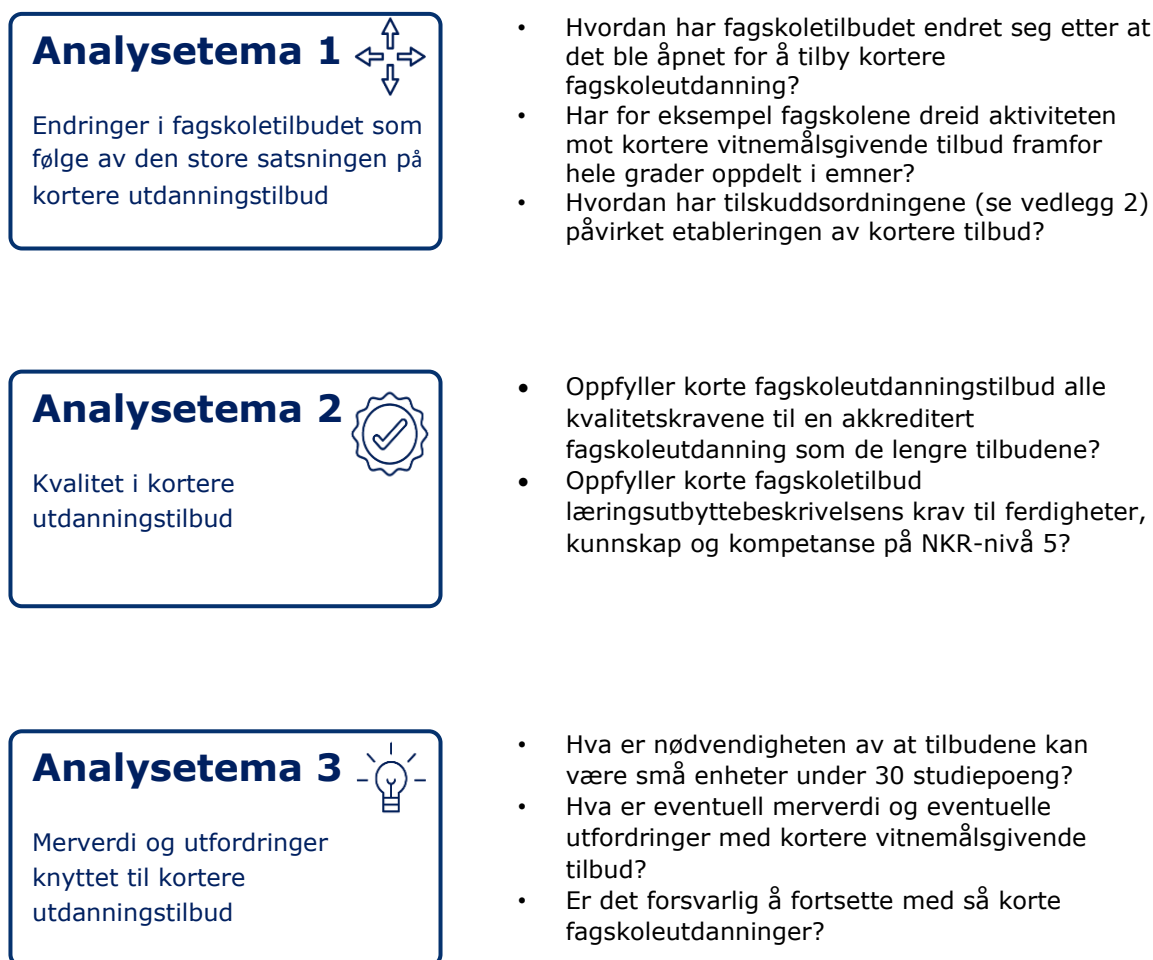 Analysetema 1
Endringer i fagskoletilbudet som
følge av den store satsningen på
kortere utdanningstilbud
• Hvordan har fagskoletilbudet endret seg etter at
det ble åpnet for å tilby kortere
fagskoleutdanning?
• Har for eksempel fagskolene dreid aktiviteten
mot kortere vitnemålsgivende tilbud framfor
hele grader oppdelt i emner?
• Hvordan har tilskuddsordningene (se vedlegg 2)
påvirket etableringen av kortere tilbud?
Analysetema 2
Kvalitet i kortere
utdanningstilbud
• Oppfyller korte fagskoleutdanningstilbud alle
kvalitetskravene til en akkreditert
fagskoleutdanning som de lengre tilbudene?
• Oppfyller korte fagskoletilbud
læringsutbyttebeskrivelsens krav til ferdigheter,
kunnskap og kompetanse på NKR-nivå 5?
Analysetema 3
Merverdi og utfordringer
knyttet til kortere
utdanningstilbud
• Hva er nødvendigheten av at tilbudene kan
være små enheter under 30 studiepoeng?
• Hva er eventuell merverdi og eventuelle
utfordringer med kortere vitnemålsgivende
tilbud?
• Er det forsvarlig å fortsette med så korte
fagskoleutdanninger?